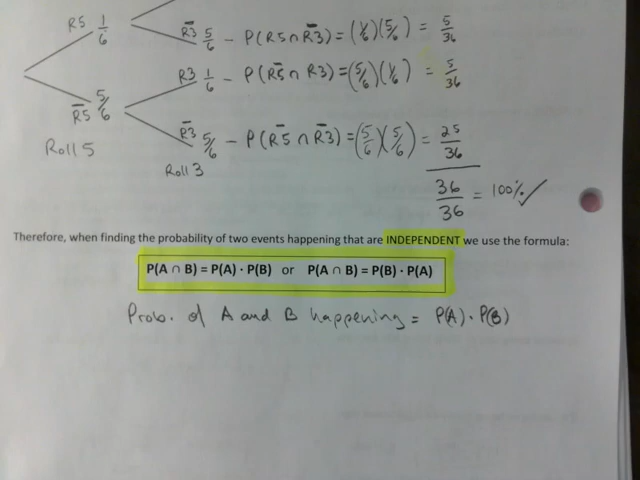 R5 1/6
R̅3̅ 5/6 – P(R5 ∩ R̅3̅) = (1/6)(5/6) = 5/36
R3 1/6 – P(R̅5̅ ∩ R3) = (5/6)(1/6) = 5/36
R̅5̅ 5/6
R̅3̅ 5/6 – P(R̅5̅ ∩ R̅3̅) = (5/6)(5/6) = 25/36
Roll 5
Roll 3
36/36 = 100% ✓
Therefore, when finding the probability of two events happening that are INDEPENDENT we use the formula:
P(A ∩ B) = P(A) · P(B) or P(A ∩ B) = P(B) · P(A)
Prob. of A and B happening = P(A) · P(B)